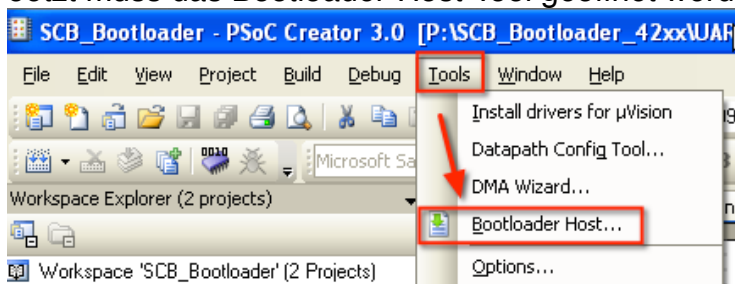 SCB_Bootloader - PSoC Creator 3.0 [P:\SCB_Bootloader_42xx\UAR
File Edit View Project Build Debug Tools Window Help
Install drivers for µVision
Microsoft Sa
Datapath Config Tool...
DMA Wizard...
Workspace Explorer (2 projects)
Bootloader Host...
Workspace 'SCB_Bootloader' (2 Projects)
Options...